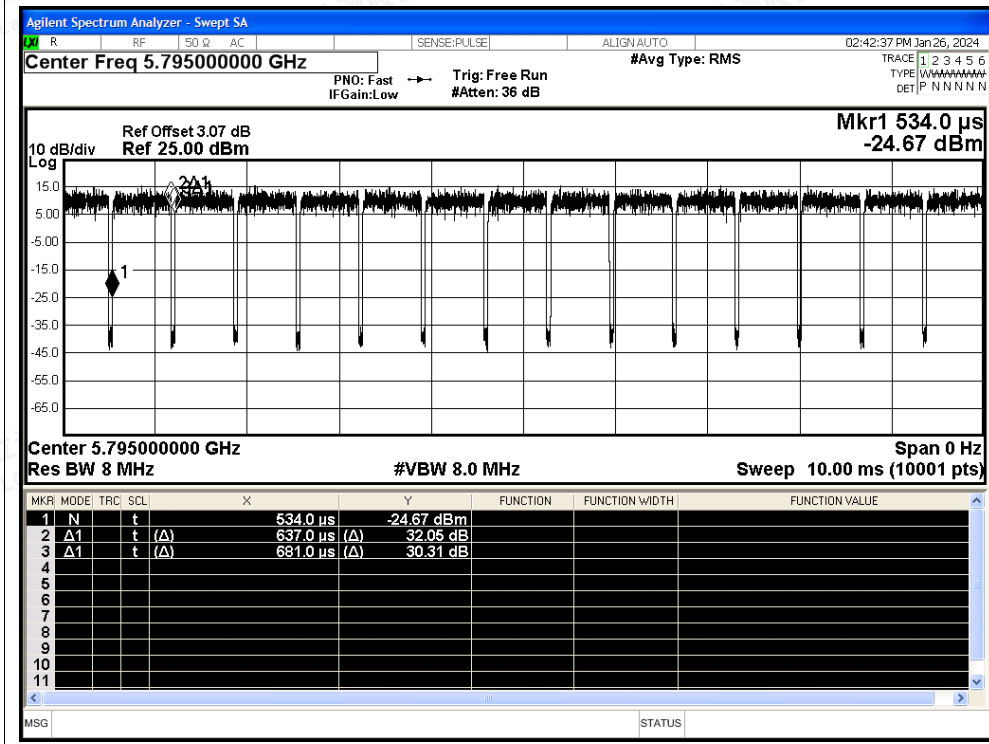 Agilent Spectrum Analyzer - Swept SA
LXI R RF 50 Ω AC SENSE:PULSE ALIGN AUTO 02:42:37 PM Jan 26, 2024
Center Freq 5.795000000 GHz #Avg Type: RMS TRACE 1 2 3 4 5 6
PNO: Fast Trig: Free Run TYPE WWWWWW
IFGain:Low #Atten: 36 dB DET P N N N N N
Mkr1 534.0 µs
Ref Offset 3.07 dB
10 dB/div Ref 25.00 dBm -24.67 dBm
Log
15.0
2Δ1
5.00
-5.00
-15.0
1
-25.0
-35.0
-45.0
-55.0
-65.0
Center 5.795000000 GHz Span 0 Hz
Res BW 8 MHz #VBW 8.0 MHz Sweep 10.00 ms (10001 pts)
MKR MODE TRC SCL X Y FUNCTION FUNCTION WIDTH FUNCTION VALUE
1 N t 534.0 µs -24.67 dBm
2 Δ1 t (Δ) 637.0 µs (Δ) 32.05 dB
3 Δ1 t (Δ) 681.0 µs (Δ) 30.31 dB
4
5
6
7
8
9
10
11
MSG STATUS